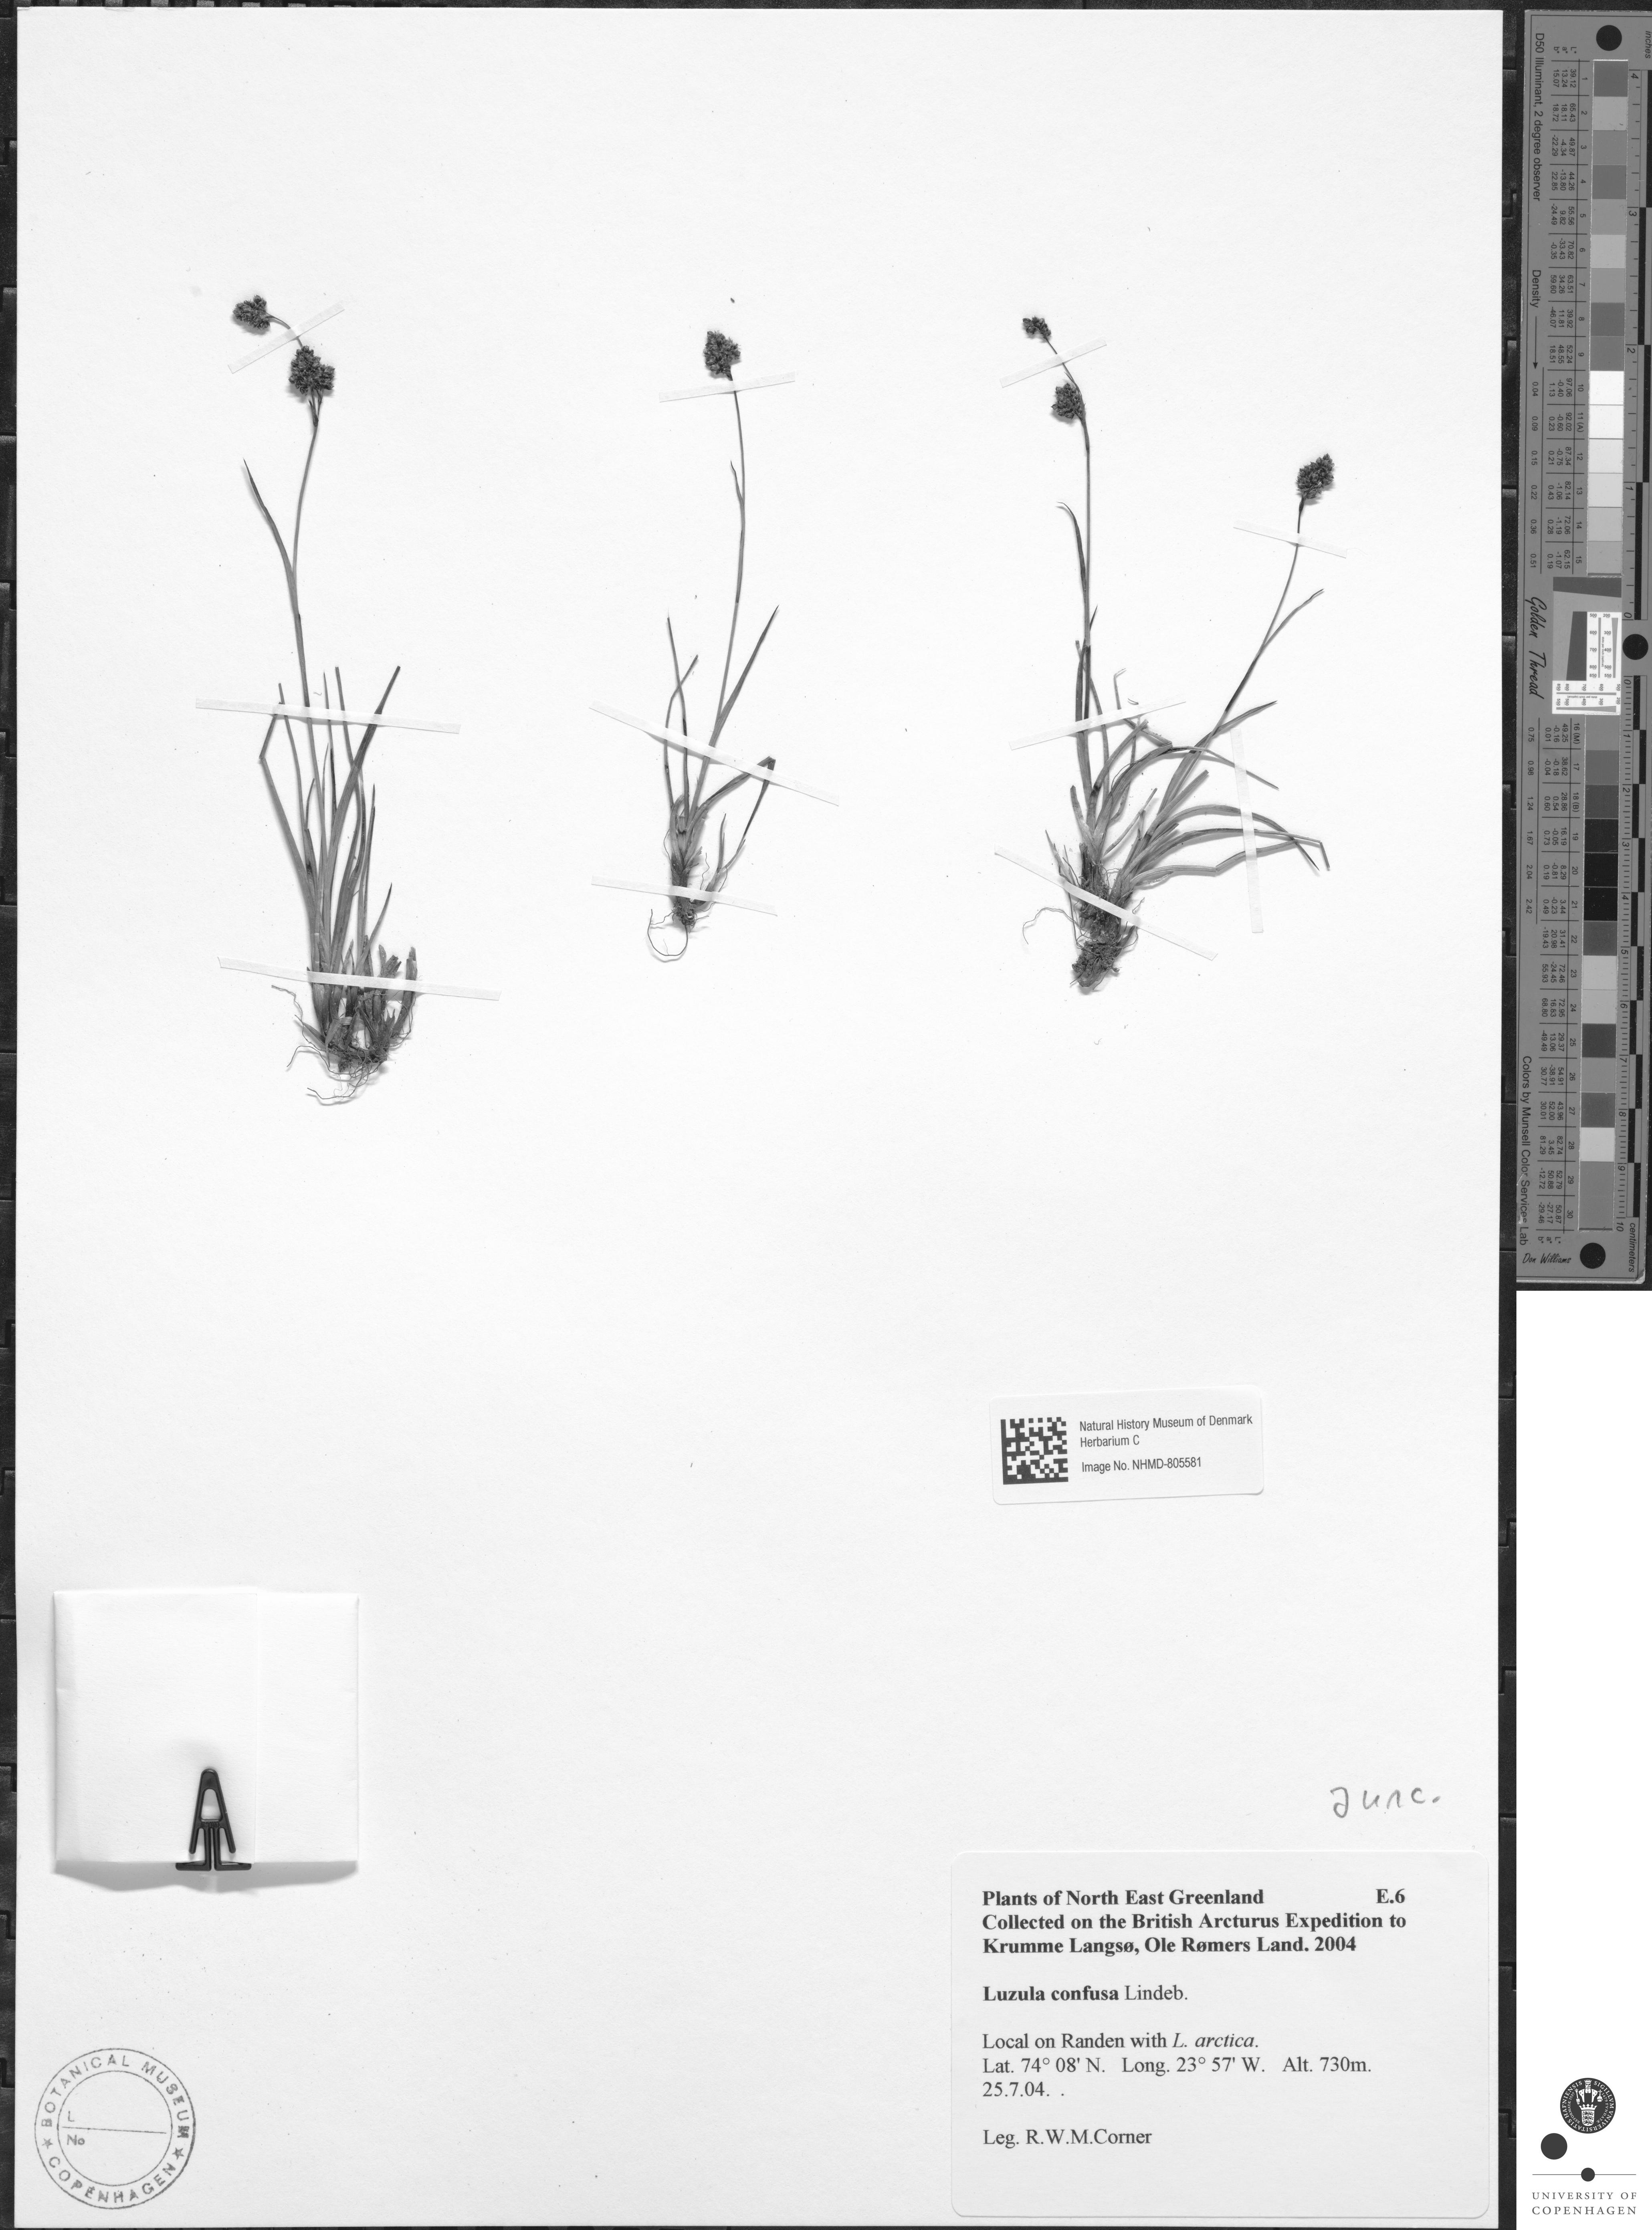 Natural History Museum of Denmark
Herbarium C
Image No. NHMD-805581
Junc.
Plants of North East Greenland E.6
Collected on the British Arcturus Expedition to
Krumme Langsø, Ole Rømers Land. 2004
Luzula confusa Lindeb.
Local on Randen with L. arctica.
Lat. 74° 08' N. Long. 23° 57' W. Alt. 730m.
25.7.04. .
Leg. R.W.M.Corner
BOTANICAL MUSEUM
L
No
COPENHAGEN
D50 Illuminant, 2 degree observer
Density
Golden Thread
Colors by Munsell Color Services Lab
Don Williams
inches
centimeters
UNIVERSITY OF
COPENHAGEN